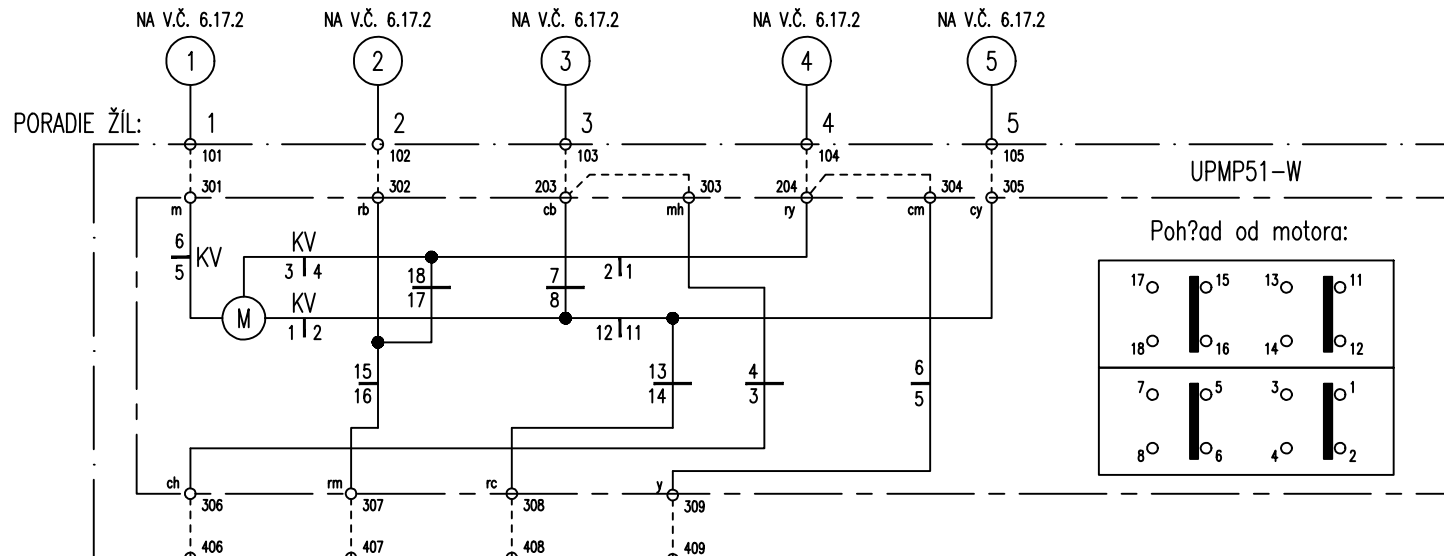 NA V.Č. 6.17.2 NA V.Č. 6.17.2 NA V.Č. 6.17.2 NA V.Č. 6.17.2 NA V.Č. 6.17.2
1 2 3 4 5
PORADIE ŽÍL: 1 2 3 4 5
101 102 103 104 105
UPMP51-W
301 302 203 303 204 304 305
m rb cb mh ry cm cy
Poh?ad od motora:
6 KV 5
KV
3 4
18 17
7 8
2 1
M
KV
1 2
12 11
15 16
13 14
4 3
6 5
17 15 13 11
18 16 14 12
7 5 3 1
8 6 4 2
ch rm rc y
306 307 308 309
406 407 408 409